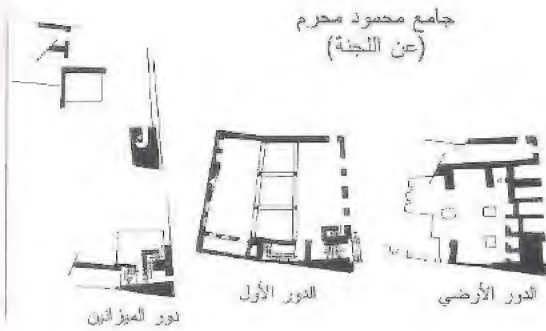 جامع محمود محرم
(عن اللجنة)
الدور الأرضي
الدور الأول
دور الميزانين